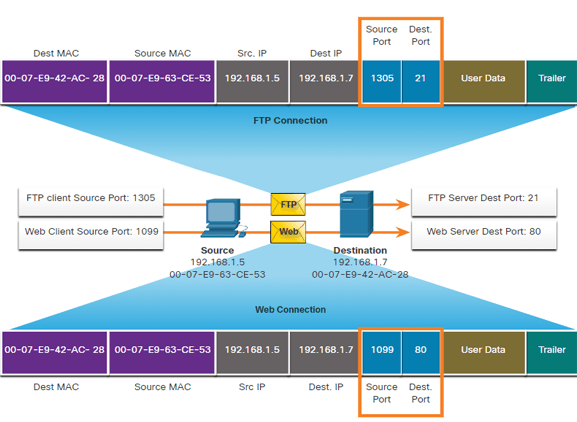 Source Dest.
Dest MAC Source MAC Src. IP Dest IP Port Port
00-07-E9-42-AC- 28 00-07-E9-63-CE-53 192.168.1.5 192.168.1.7 1305 21 User Data Trailer
FTP Connection
FTP client Source Port: 1305 FTP FTP Server Dest Port: 21
Web Client Source Port: 1099 Web Web Server Dest Port: 80
Source Destination
192.168.1.5 192.168.1.7
00-07-E9-63-CE-53 00-07-E9-42-AC-28
Web Connection
00-07-E9-42-AC- 28 00-07-E9-63-CE-53 192.168.1.5 192.168.1.7 1099 80 User Data Trailer
Dest MAC Source MAC Src IP Dest. IP Source Dest.
Port Port